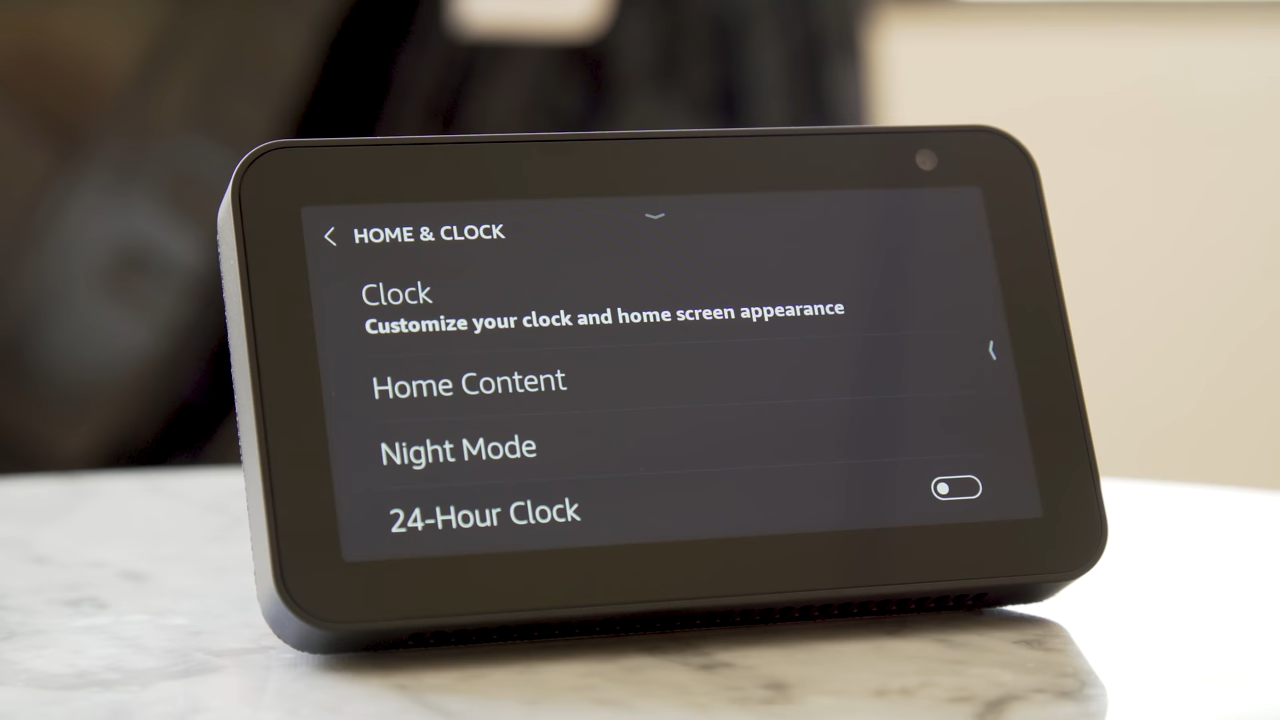 HOME & CLOCK
Clock
Customize your clock and home screen appearance
Home Content
Night Mode
24-Hour Clock